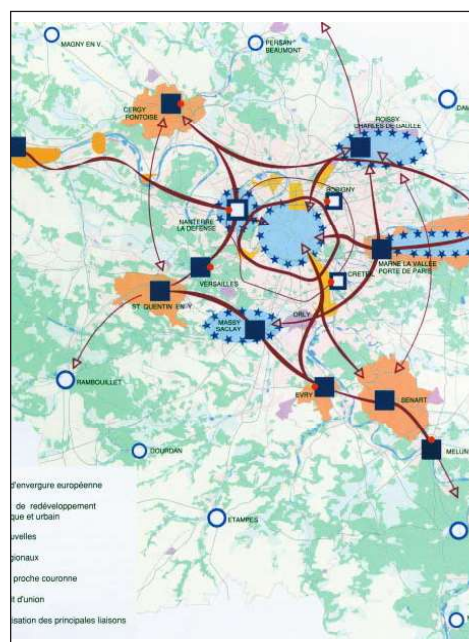 MAGNY EN V.
PERSAN
BEAUMONT
CERGY
PONTOISE
ROISSY
CHARLES DE GAULLE
DAM
BOBIGNY
NANTERRE
LA DEFENSE
MARNE LA VALLEE
PORTE DE PARIS
CRETEIL
VERSAILLES
ST QUENTIN EN Y.
ORLY
MASSY
SACLAY
RAMBOUILLET
EVRY
SENART
DOURDAN
MELUN
ETAMPES
d'envergure européenne
de redéveloppement
que et urbain
uvelles
gionaux
proche couronne
t d'union
isation des principales liaisons